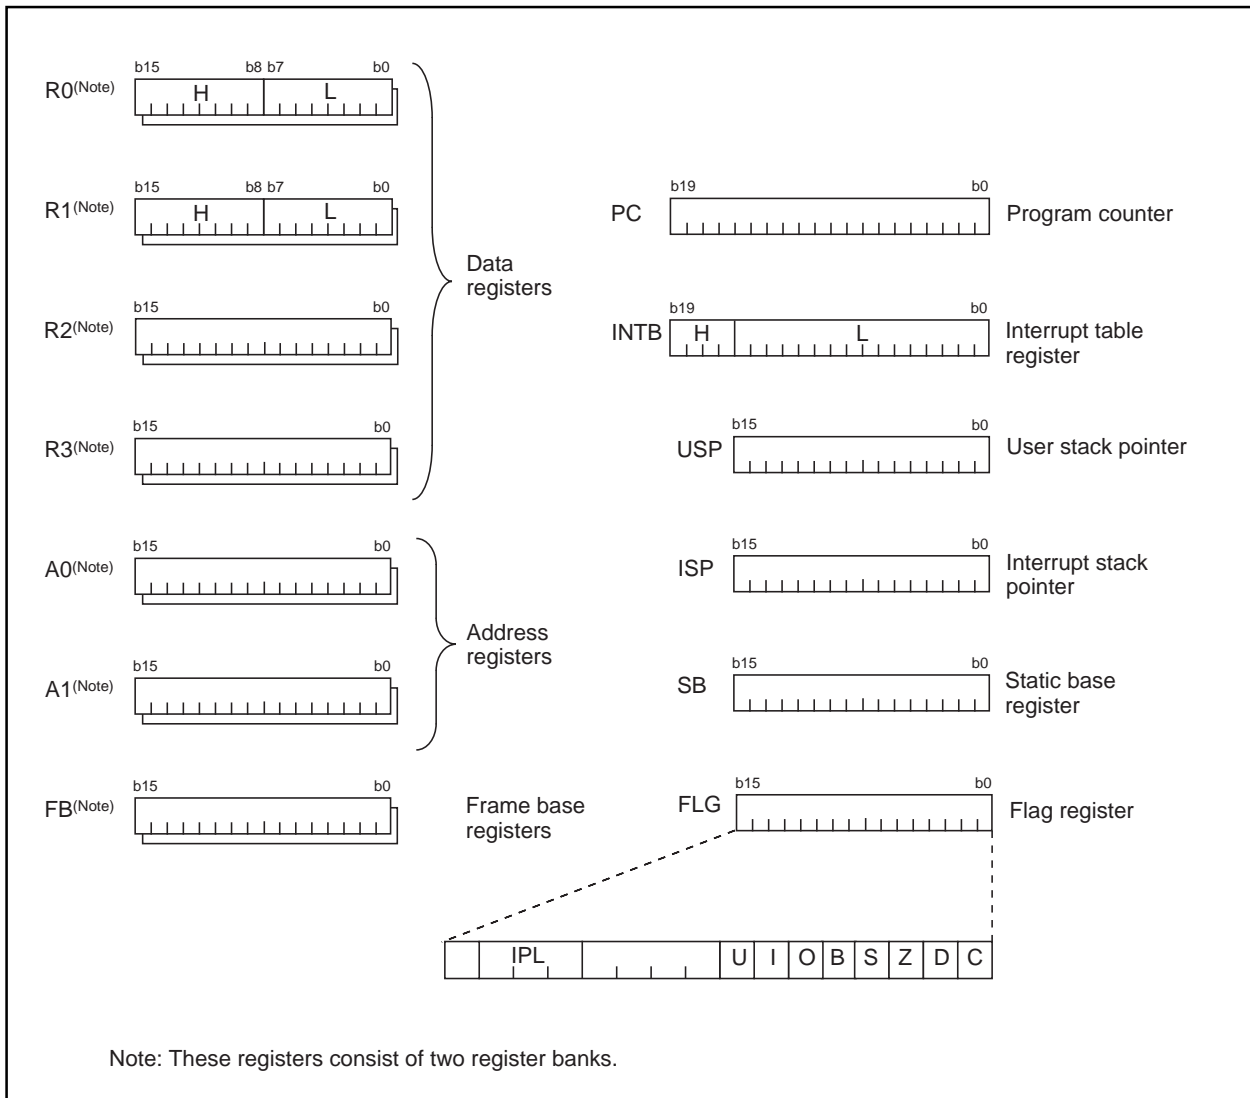 b15 b8 b7 b0
R0(Note) H L
b15 b8 b7 b0
R1(Note) H L
b15 b0
R2(Note)
b15 b0
R3(Note)
Data
registers
b15 b0
A0(Note)
b15 b0
A1(Note)
Address
registers
b15 b0
FB(Note)
Frame base
registers
b19 b0
PC Program counter
b19 b0
INTB H L Interrupt table
register
b15 b0
USP User stack pointer
b15 b0
ISP Interrupt stack
pointer
b15 b0
SB Static base
register
b15 b0
FLG Flag register
IPL U I O B S Z D C
Note: These registers consist of two register banks.